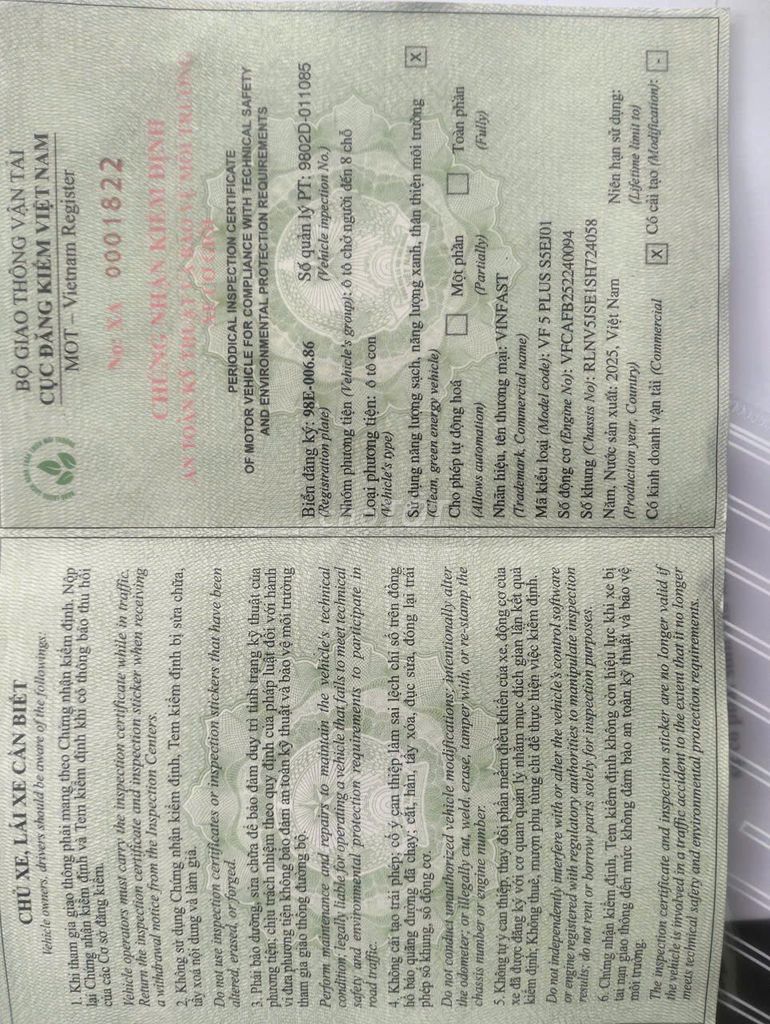 CHỦ XE, LÁI XE CẦN BIẾT
Vehicle owners, drivers should be aware of the followings:
1. Khi tham gia giao thông phải mang theo Chứng nhận kiểm định. Nộp
lại Chứng nhận kiểm định và Tem kiểm định khi có thông báo thu hồi
của các Cơ sở đăng kiểm.
Vehicle operators must carry the inspection certificate while in traffic.
Return the inspection certificate and inspection sticker when receiving
a withdrawal notice from the Inspection Centers.
2. Không sử dụng Chứng nhận kiểm định, Tem kiểm định bị sửa chữa,
tẩy xoá nội dung và làm giả.
Do not use inspection certificates or inspection stickers that have been
altered, erased, or forged.
3. Phải bảo dưỡng, sửa chữa để bảo đảm duy trì tình trạng kỹ thuật của
phương tiện; chịu trách nhiệm theo quy định của pháp luật đối với hành
vi đưa phương tiện không bảo đảm an toàn kỹ thuật và bảo vệ môi trường
tham gia giao thông đường bộ.
Perform maintenance and repairs to maintain the vehicle's technical
condition; legally liable for operating a vehicle that fails to meet technical
safety and environmental protection requirements to participate in
road traffic.
4. Không cải tạo trái phép; cố ý can thiệp làm sai lệch chỉ số trên đồng
hồ báo quãng đường đã chạy; cắt, hàn, tẩy xóa, đục sửa, đóng lại trái
phép số khung, số động cơ.
Do not conduct unauthorized vehicle modifications; intentionally alter
the odometer; or illegally cut, weld, erase, tamper with, or re-stamp the
chassis number or engine number.
5. Không tự ý can thiệp, thay đổi phần mềm điều khiển của xe, động cơ của
xe đã được đăng ký với cơ quan quản lý nhằm mục đích gian lận kết quả
kiểm định; Không thuê, mượn phụ tùng chỉ để thực hiện việc kiểm định.
Do not independently interfere with or alter the vehicle's control software
or engine registered with regulatory authorities to manipulate inspection
results; do not rent or borrow parts solely for inspection purposes.
6. Chứng nhận kiểm định, Tem kiểm định không còn hiệu lực khi xe bị
tai nạn giao thông đến mức không đảm bảo an toàn kỹ thuật và bảo vệ
môi trường.
The inspection certificate and inspection sticker are no longer valid if
the vehicle is involved in a traffic accident to the extent that it no longer
meets technical safety and environmental protection requirements.
BỘ GIAO THÔNG VẬN TẢI
CỤC ĐĂNG KIỂM VIỆT NAM
MOT – Vietnam Register
No: XA 0001822
CHỨNG NHẬN KIỂM ĐỊNH
AN TOÀN KỸ THUẬT VÀ BẢO VỆ MÔI TRƯỜNG
XE CƠ GIỚI
PERIODICAL INSPECTION CERTIFICATE
OF MOTOR VEHICLE FOR COMPLIANCE WITH TECHNICAL SAFETY
AND ENVIRONMENTAL PROTECTION REQUIREMENTS
Biển đăng ký: 98E-006.86 Số quản lý PT: 9802D-011085
(Registration plate) (Vehicle inpection No.)
Nhóm phương tiện (Vehicle's group): ô tô chở người đến 8 chỗ
Loại phương tiện: ô tô con
(Vehicle's type)
Sử dụng năng lượng sạch, năng lượng xanh, thân thiện môi trường X
(Clean, green energy vehicle)
Cho phép tự động hoá Một phần Toàn phần
(Allows automation) (Partially) (Fully)
Nhãn hiệu, tên thương mại: VINFAST
(Trademark, Commercial name)
Mã kiểu loại (Model code): VF 5 PLUS S5EJ01
Số động cơ (Engine No): VFCAFB252240094
Số khung (Chassis No): RLNV5JSE1SH724058
Năm, Nước sản xuất: 2025, Việt Nam Niên hạn sử dụng:
(Production year, Country) (Lifetime limit to)
Có kinh doanh vận tải (Commercial X Có cải tạo (Modification): -